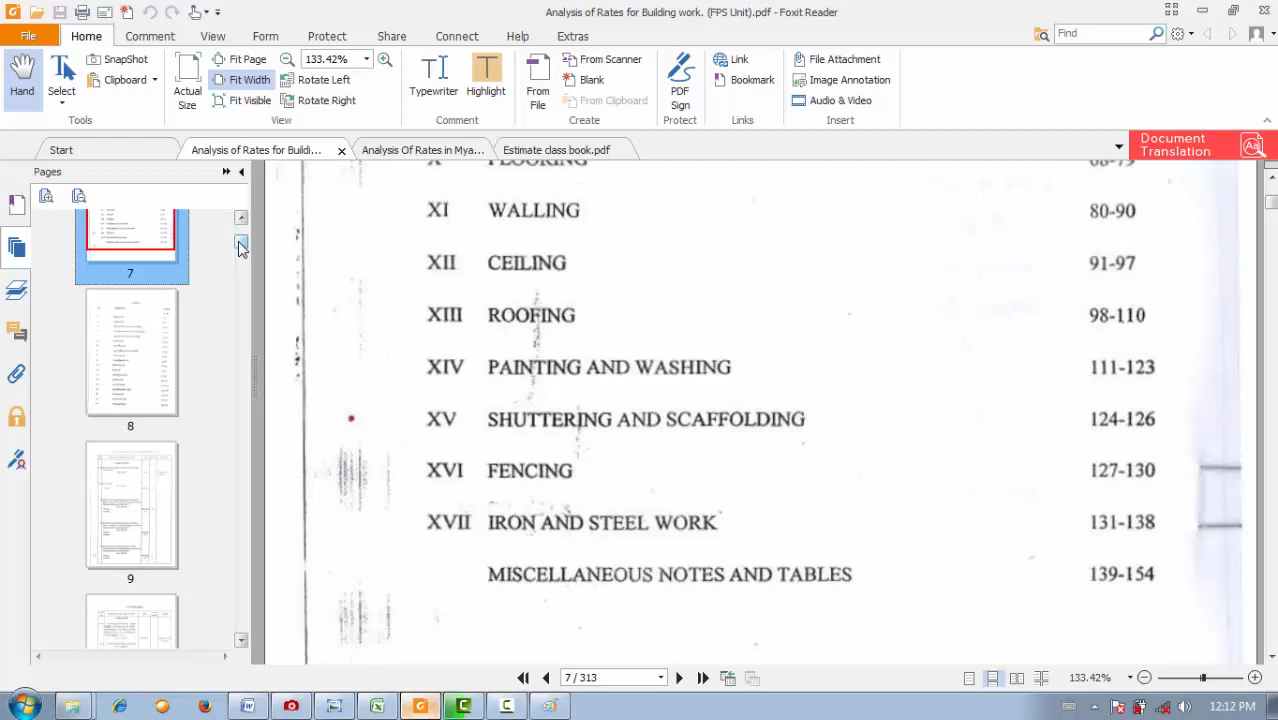 Analysis of Rates for Building work. (FPS Unit).pdf - Foxit Reader
File Home Comment View Form Protect Share Connect Help Extras Find
Hand
Select
SnapShot
Clipboard
Tools
Actual Size
Fit Page
Fit Width
Fit Visible
133.42%
Rotate Left
Rotate Right
View
Typewriter
Highlight
Comment
From File
From Scanner
Blank
From Clipboard
Create
PDF Sign
Protect
Link
Bookmark
Links
File Attachment
Image Annotation
Audio & Video
Insert
Start
Analysis of Rates for Buildi...
Analysis Of Rates in
Estimate cess book.pdf
Document Translation
Pages
7
8
9
X FLOORING
XI WALLING 80-90
XII CEILING 91-97
XIII ROOFING 98-110
XIV PAINTING AND WASHING 111-123
XV SHUTTERING AND SCAFFOLDING 124-126
XVI FENCING 127-130
XVII IRON AND STEEL WORK 131-138
MISCELLANEOUS NOTES AND TABLES 139-154
7 / 313
133.42%
12:12 PM